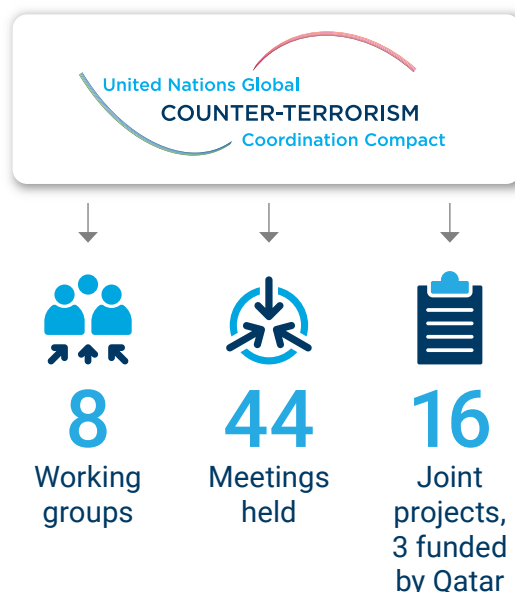 United Nations Global
COUNTER-TERRORISM
Coordination Compact
8
Working
groups
44
Meetings
held
16
Joint
projects,
3 funded
by Qatar